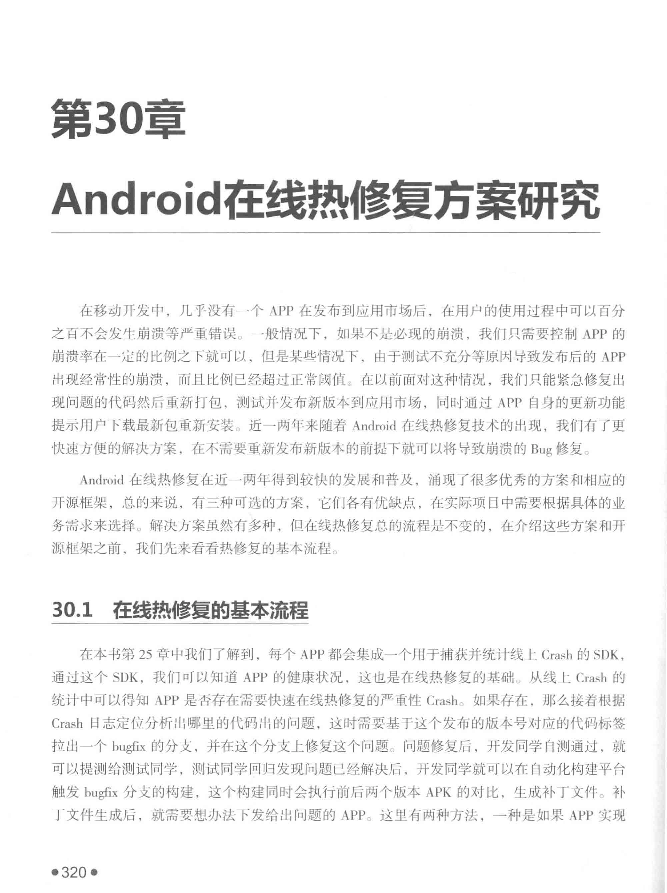 第30章
Android在线热修复方案研究
在移动开发中，几乎没有一个 APP 在发布到应用市场后，在用户的使用过程中可以百分
之百不会发生崩溃等严重错误。一般情况下，如果不是必现的崩溃，我们只需要控制 APP 的
崩溃率在一定的比例之下就可以，但是某些情况下，由于测试不充分等原因导致发布后的 APP
出现经常性的崩溃，而且比例已经超过正常阈值。在以前面对这种情况，我们只能紧急修复出
现问题的代码然后重新打包，测试并发布新版本到应用市场，同时通过 APP 自身的更新功能
提示用户下载最新包重新安装。近一两年来随着 Android 在线热修复技术的出现，我们有了更
快速方便的解决方案，在不需要重新发布新版本的前提下就可以将导致崩溃的 Bug 修复。
Android 在线热修复在近一两年得到较快的发展和普及，涌现了很多优秀的方案和相应的
开源框架，总的来说，有三种可选的方案，它们各有优缺点，在实际项目中需要根据具体的业
务需求来选择。解决方案虽然有多种，但在线热修复总的流程是不变的，在介绍这些方案和开
源框架之前，我们先来看看热修复的基本流程。
30.1 在线热修复的基本流程
在本书第 25 章中我们了解到，每个 APP 都会集成一个用于捕获并统计线上 Crash 的 SDK，
通过这个 SDK，我们可以知道 APP 的健康状况，这也是在线热修复的基础。从线上 Crash 的
统计中可以得知 APP 是否存在需要快速在线热修复的严重性 Crash。如果存在，那么接着根据
Crash 日志定位分析出哪里的代码出的问题，这时需要基于这个发布的版本号对应的代码标签
拉出一个 bugfix 的分支，并在这个分支上修复这个问题。问题修复后，开发同学自测通过，就
可以提测给测试同学，测试同学回归发现问题已经解决后，开发同学就可以在自动化构建平台
触发 bugfix 分支的构建，这个构建同时会执行前后两个版本 APK 的对比，生成补丁文件。补
丁文件生成后，就需要想办法下发给出问题的 APP。这里有两种方法，一种是如果 APP 实现
●320●